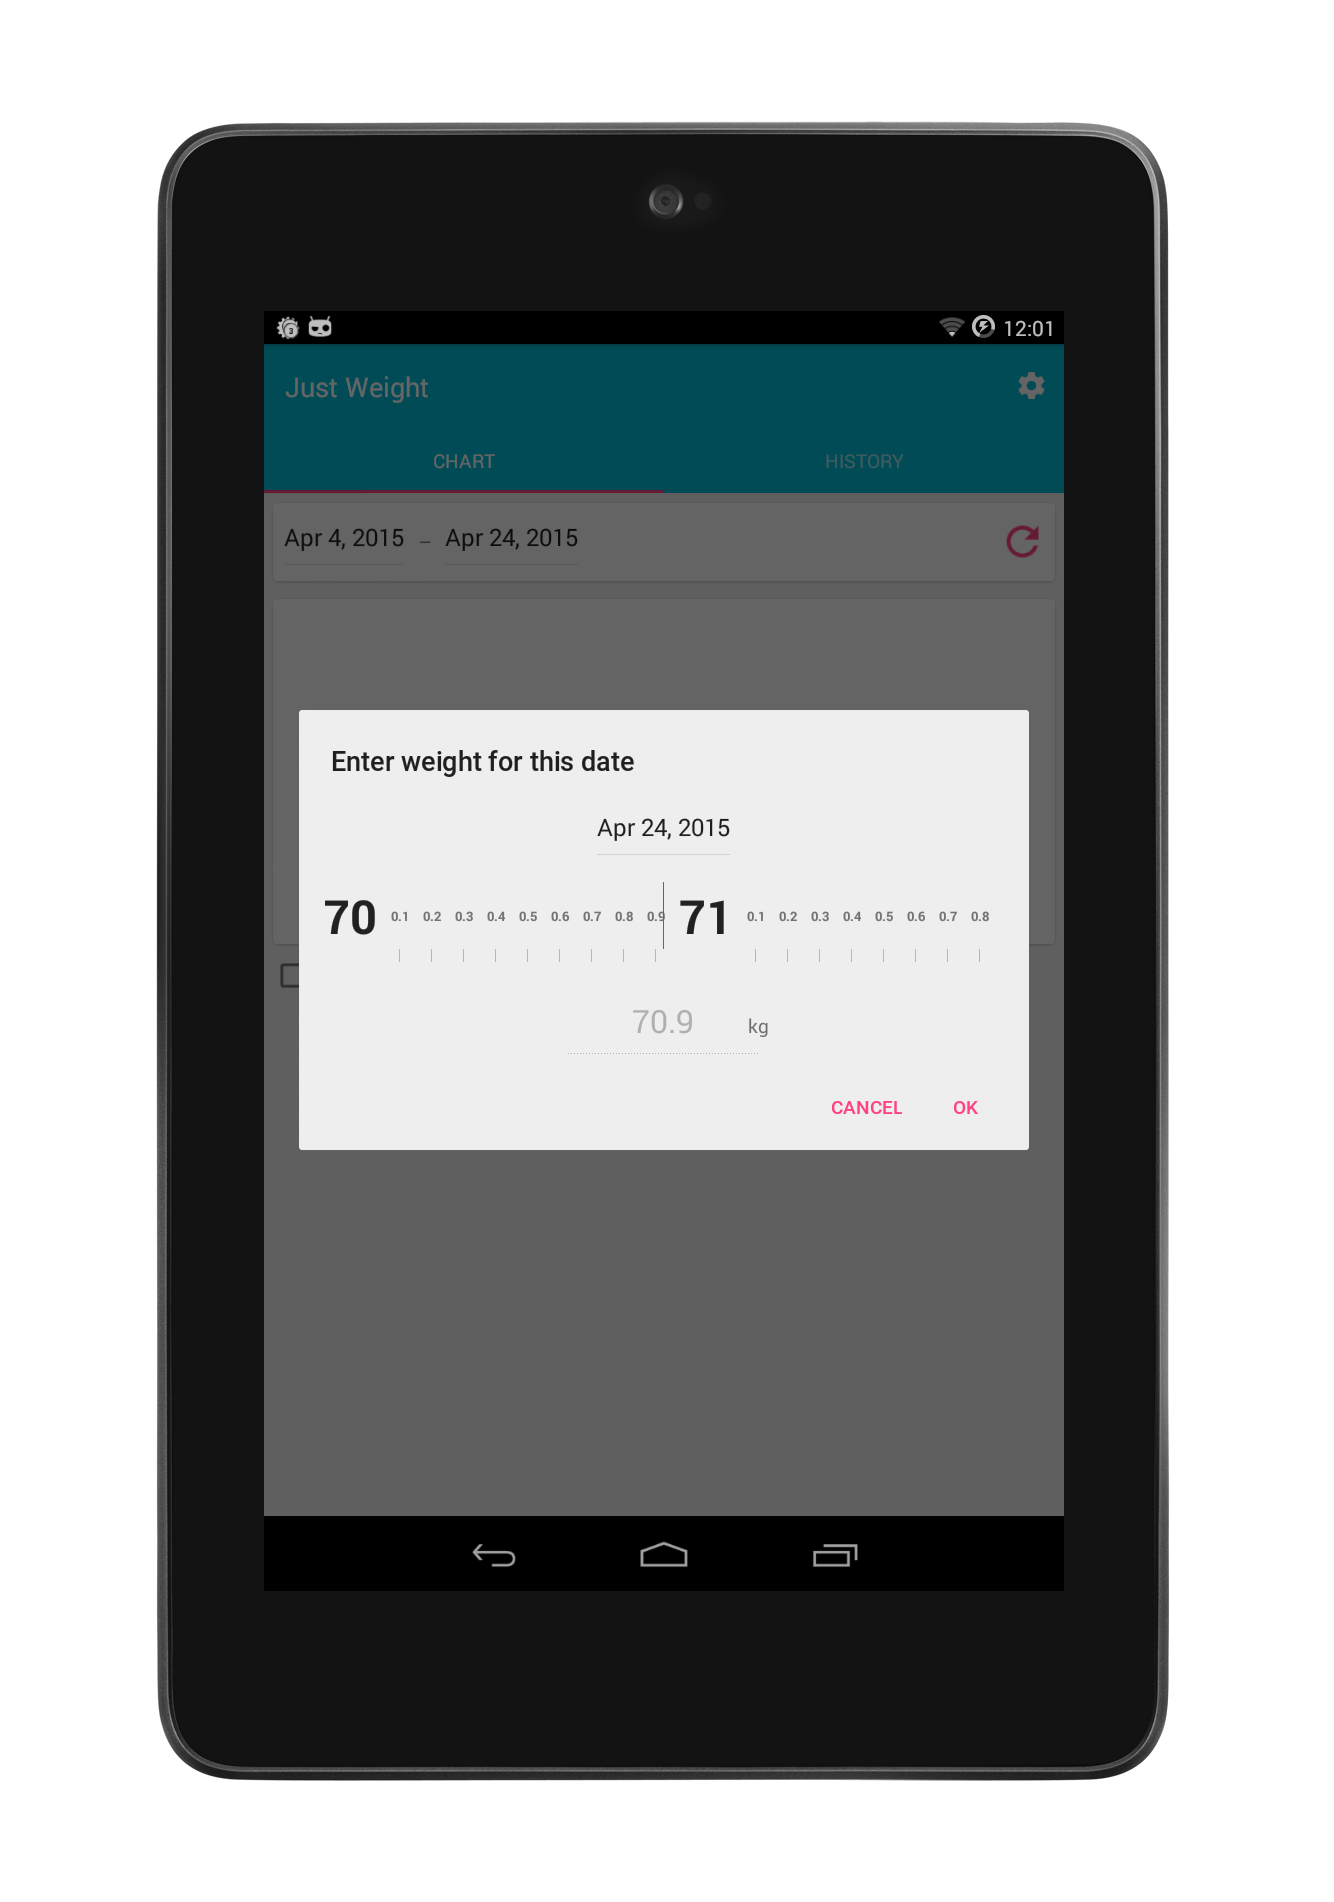 3
12:01
Just Weight
CHART HISTORY
Apr 4, 2015 – Apr 24, 2015
Enter weight for this date
Apr 24, 2015
70 0.1 0.2 0.3 0.4 0.5 0.6 0.7 0.8 0.9 71 0.1 0.2 0.3 0.4 0.5 0.6 0.7 0.8
70.9 kg
CANCEL OK